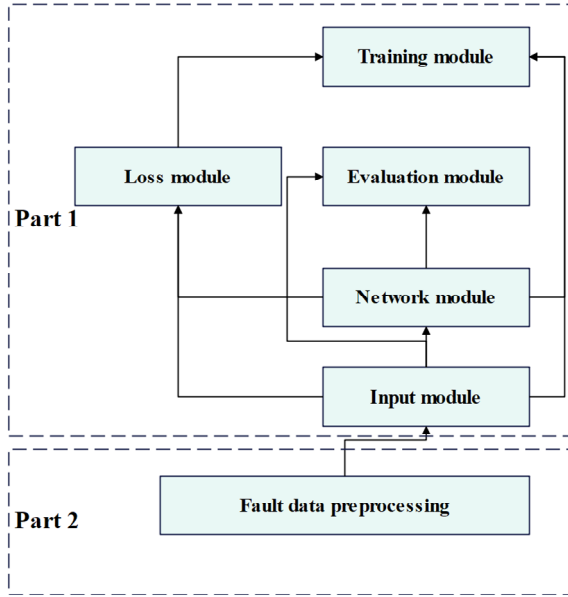 Training module
Loss module
Evaluation module
Part 1
Network module
Input module
Fault data preprocessing
Part 2